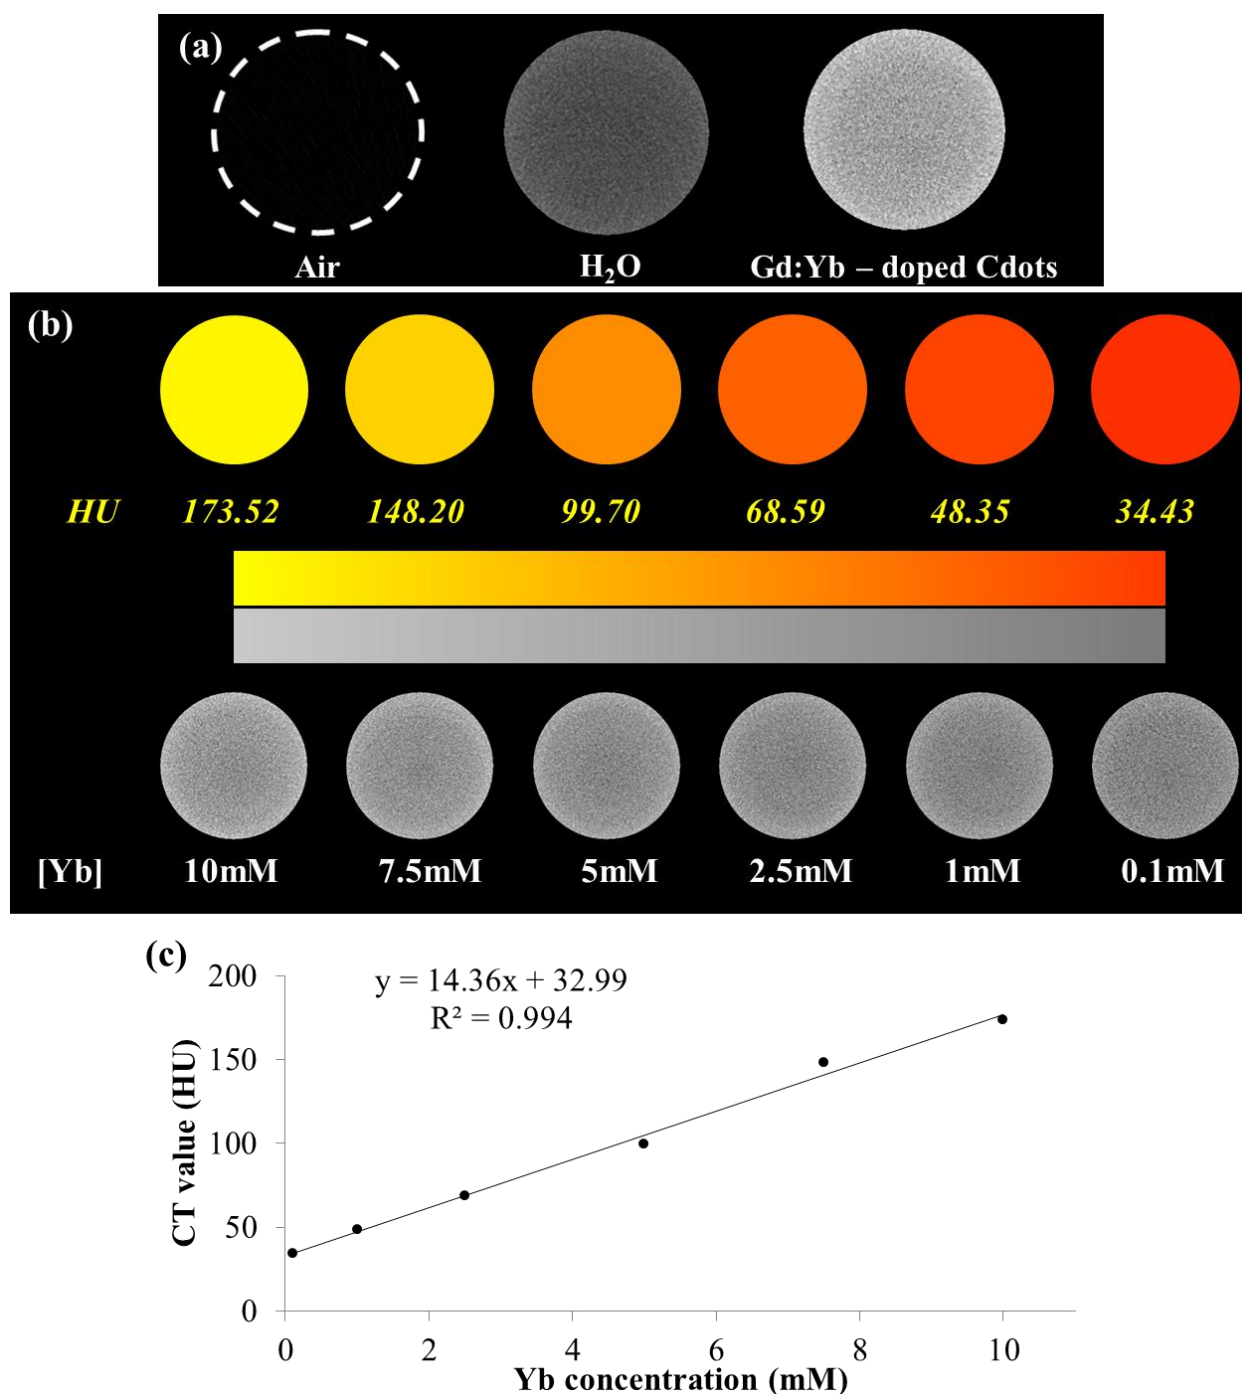 (a)
Air H₂O Gd:Yb – doped Cdots
(b)
HU 173.52 148.20 99.70 68.59 48.35 34.43
[Yb] 10mM 7.5mM 5mM 2.5mM 1mM 0.1mM
(c)
y = 14.36x + 32.99
R² = 0.994
CT value (HU)
200
150
100
50
0
0 2 4 6 8 10
Yb concentration (mM)